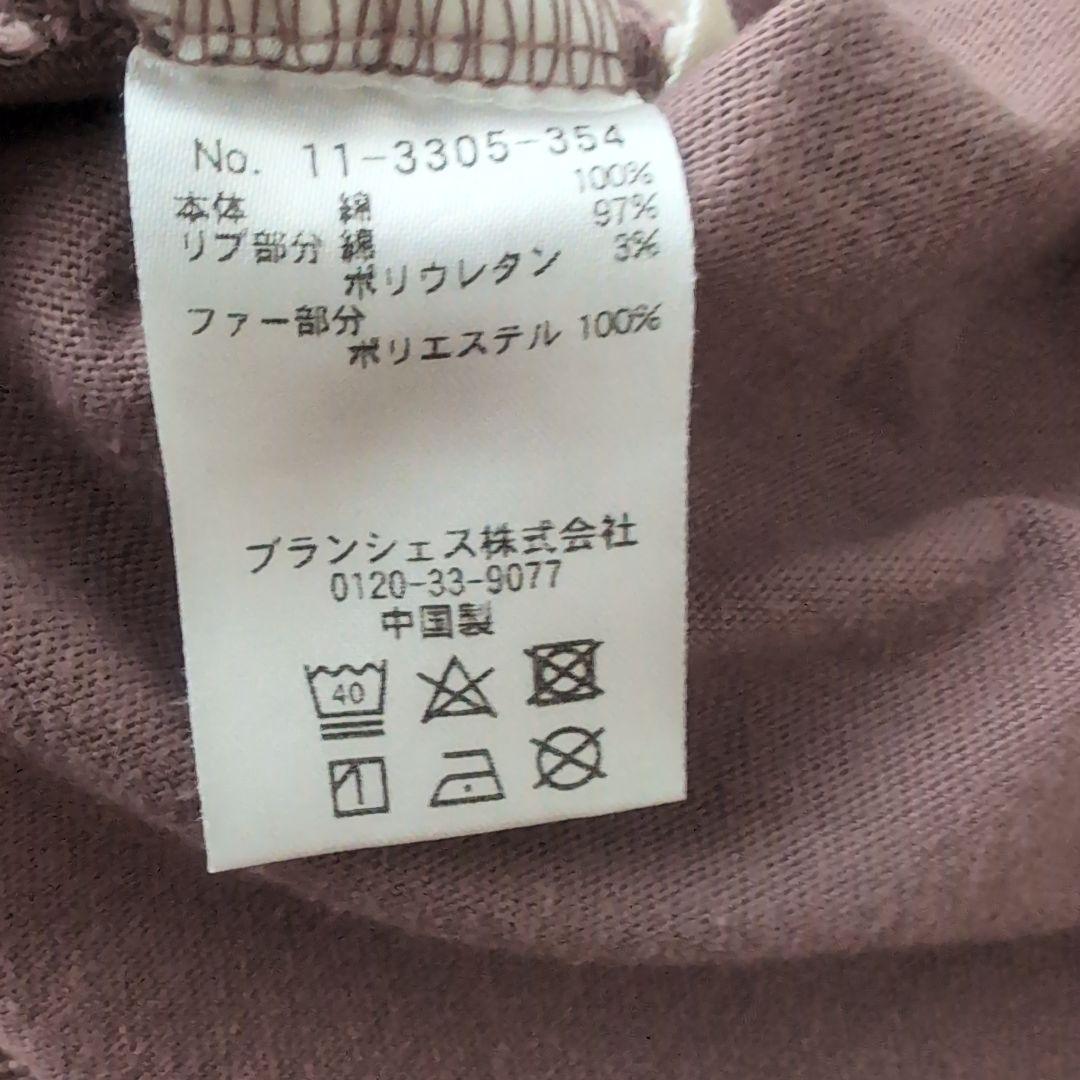 No. 11-3305-354
本体 綿 100%
リブ部分 綿 97%
ポリウレタン 3%
ファー部分
ポリエステル 100%
ブランシェス株式会社
0120-33-9077
中国製
40